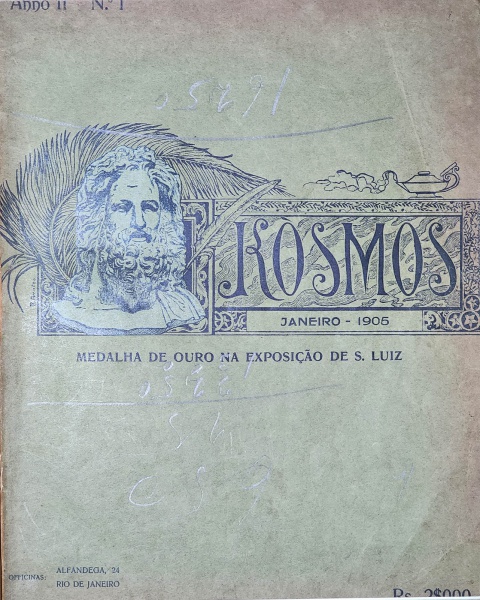 Anno II N.º 1
KOSMOS
JANEIRO - 1905
MEDALHA DE OURO NA EXPOSIÇÃO DE S. LUIZ
OFFICINAS: ALFANDEGA, 24
RIO DE JANEIRO
Rs. 2$000